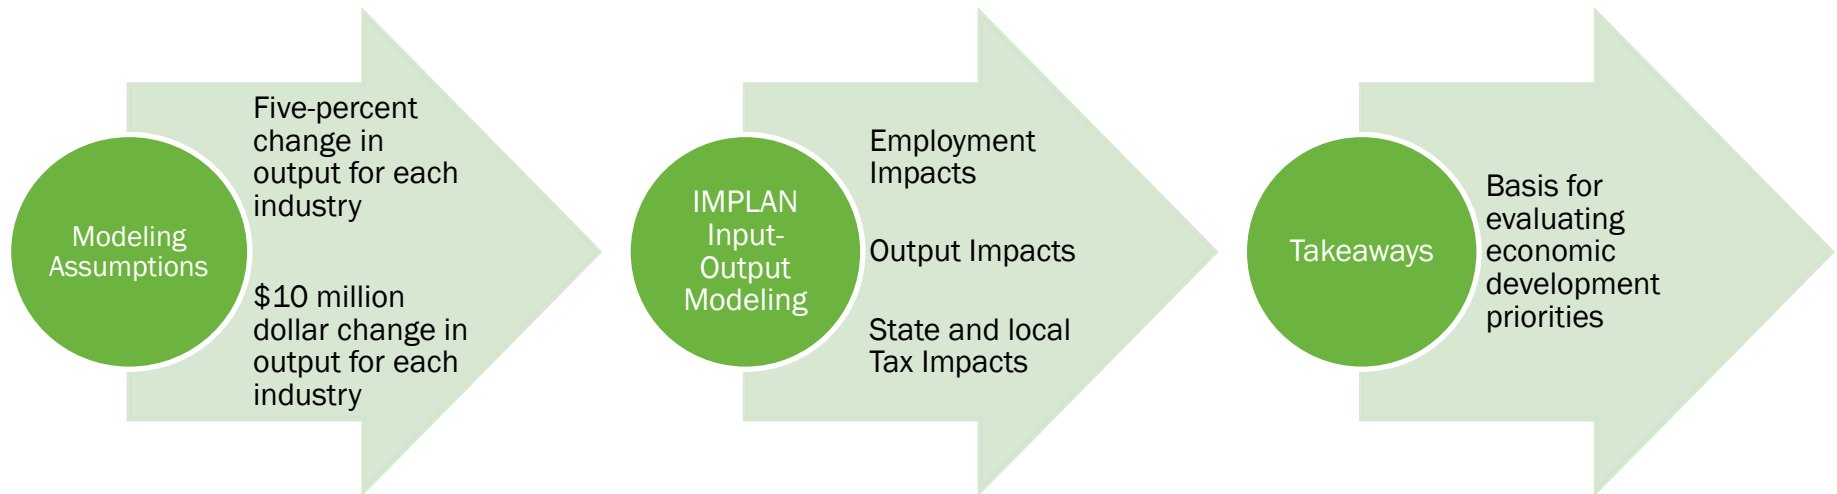 Modeling
Assumptions
Five-percent
change in
output for each
industry
$10 million
dollar change in
output for each
industry
IMPLAN
Input-
Output
Modeling
Employment
Impacts
Output Impacts
State and local
Tax Impacts
Takeaways
Basis for
evaluating
economic
development
priorities